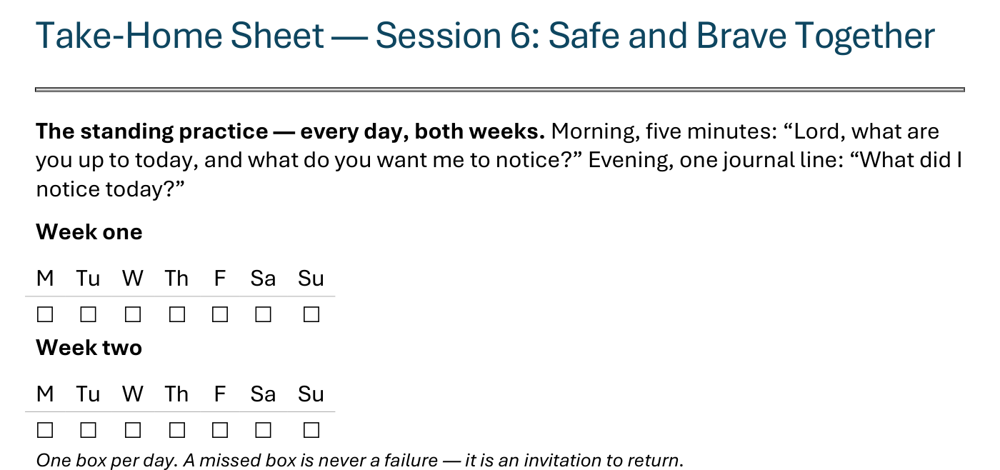 Take-Home Sheet — Session 6: Safe and Brave Together
The standing practice — every day, both weeks. Morning, five minutes: “Lord, what are
you up to today, and what do you want me to notice?” Evening, one journal line: “What did I
notice today?”
Week one
M Tu W Th F Sa Su
☐ ☐ ☐ ☐ ☐ ☐ ☐
Week two
M Tu W Th F Sa Su
☐ ☐ ☐ ☐ ☐ ☐ ☐
One box per day. A missed box is never a failure — it is an invitation to return.